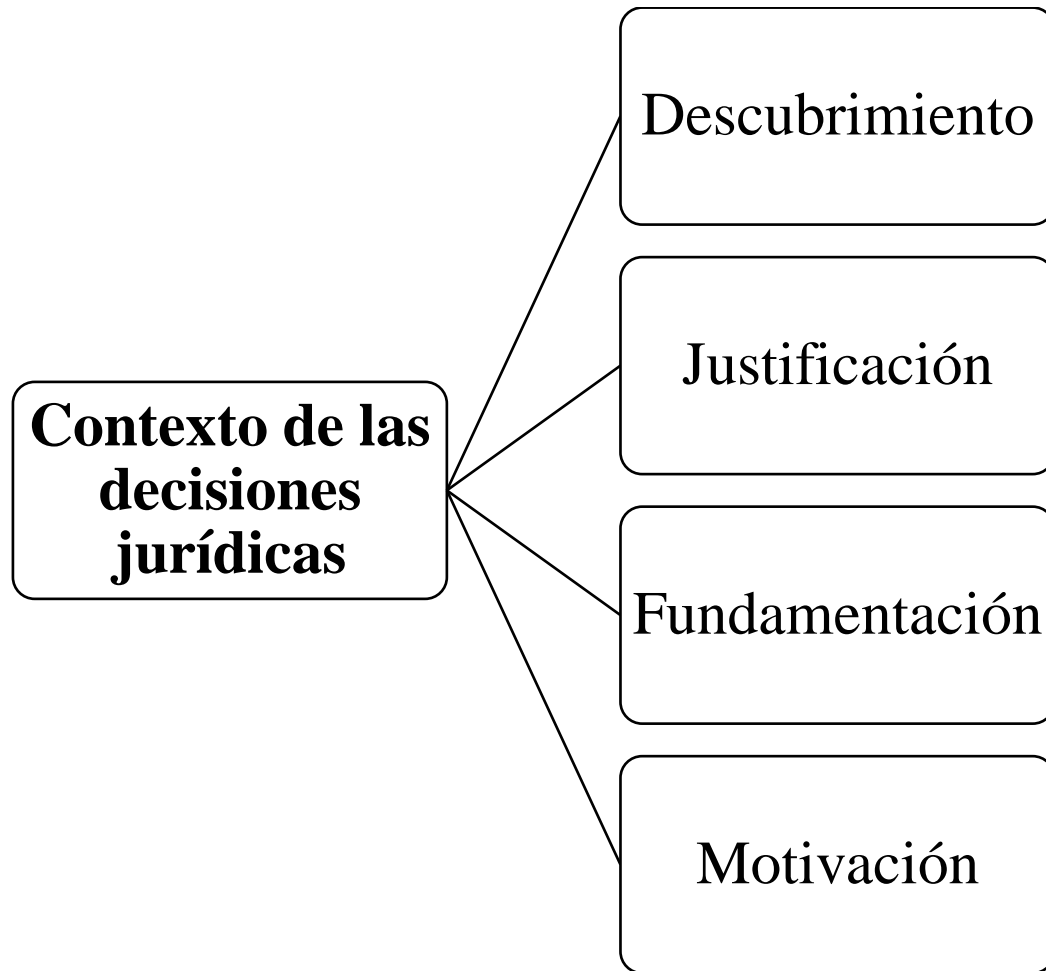 Contexto de las
decisiones
jurídicas
Descubrimiento
Justificación
Fundamentación
Motivación